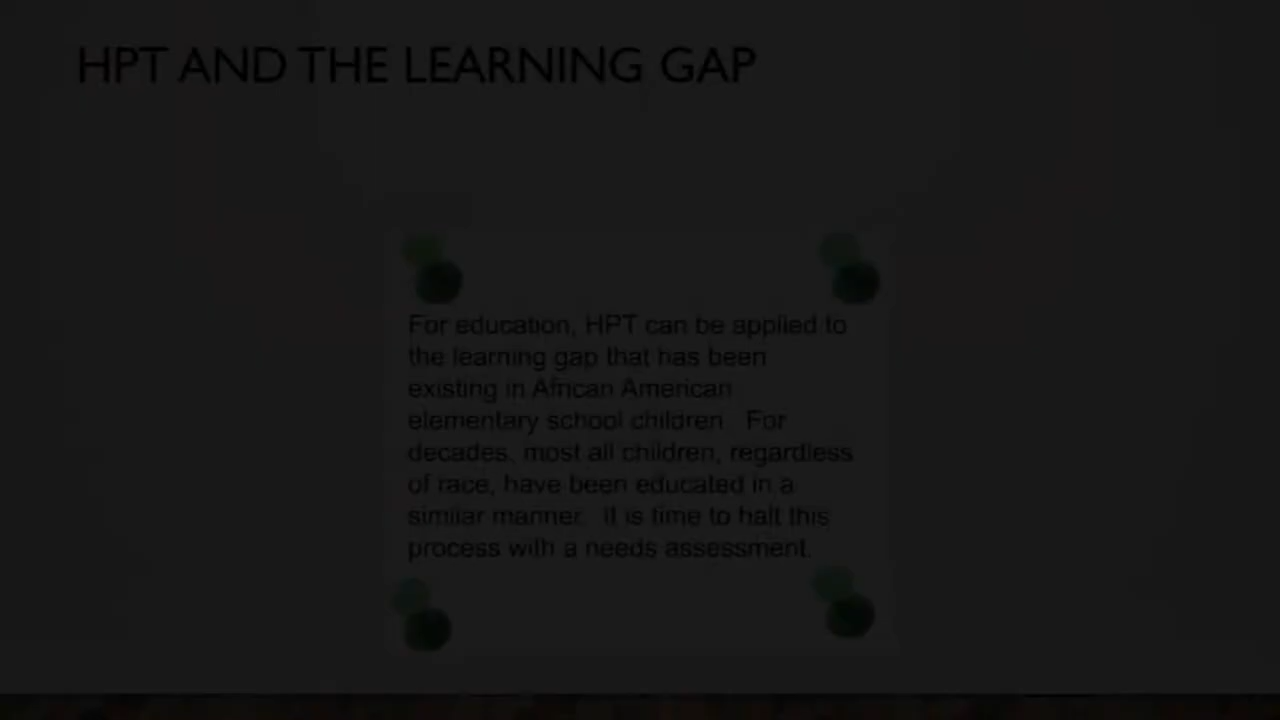 HPT AND THE LEARNING GAP
For education, HPT can be applied to
the learning gap that has been
existing in African American
elementary school children. For
decades, most all children, regardless
of race, have been educated in a
similar manner. It is time to halt this
process with a needs assessment.